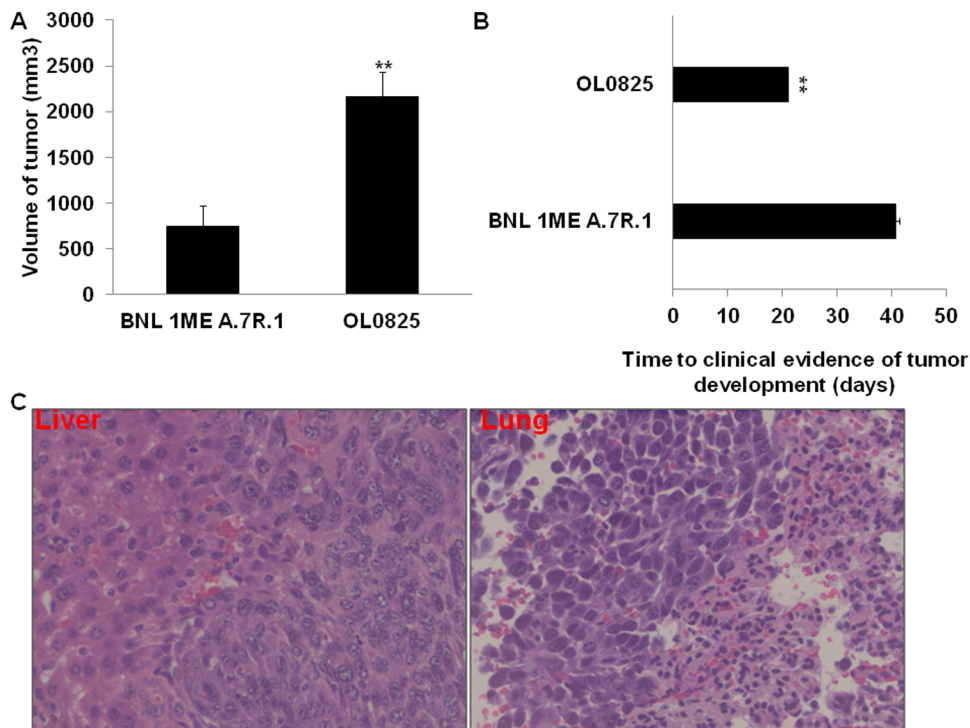 A
3000
2500
2000
1500
1000
500
0
Volume of tumor (mm3)
**
BNL 1ME A.7R.1
OL0825
B
OL0825
**
BNL 1ME A.7R.1
0 10 20 30 40 50
Time to clinical evidence of tumor
development (days)
C
Liver
Lung